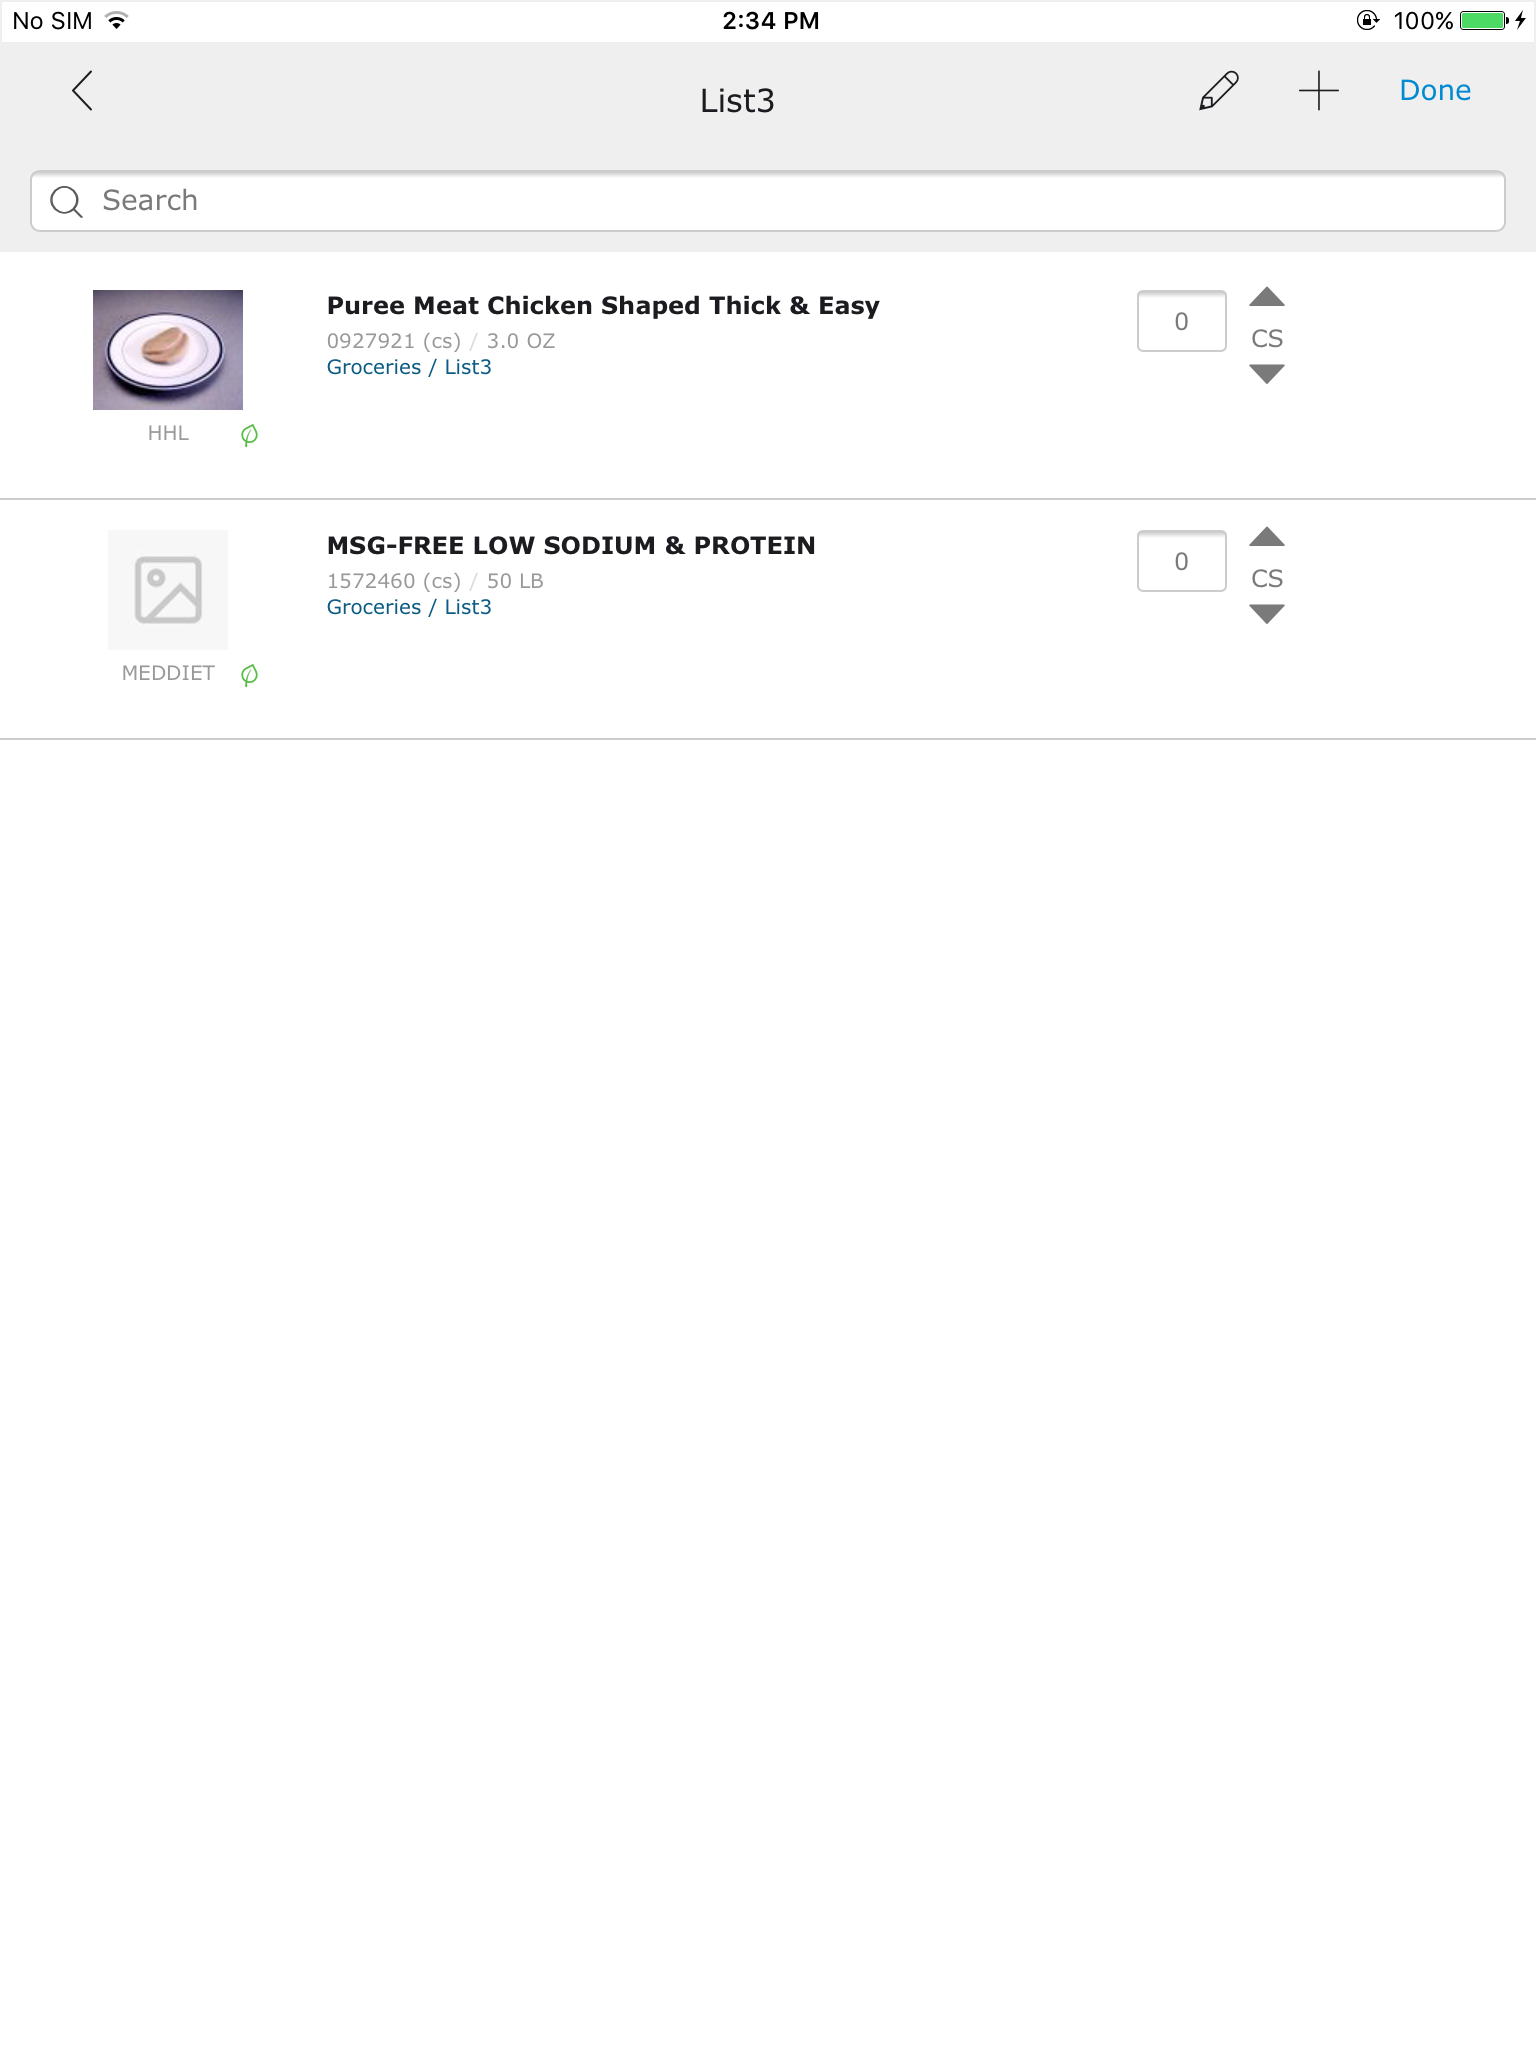 No SIM 2:34 PM 100%
List3 Done
Search
Puree Meat Chicken Shaped Thick & Easy
0927921 (cs) / 3.0 OZ
Groceries / List3
0 CS
HHL
MSG-FREE LOW SODIUM & PROTEIN
1572460 (cs) / 50 LB
Groceries / List3
0 CS
MEDDIET